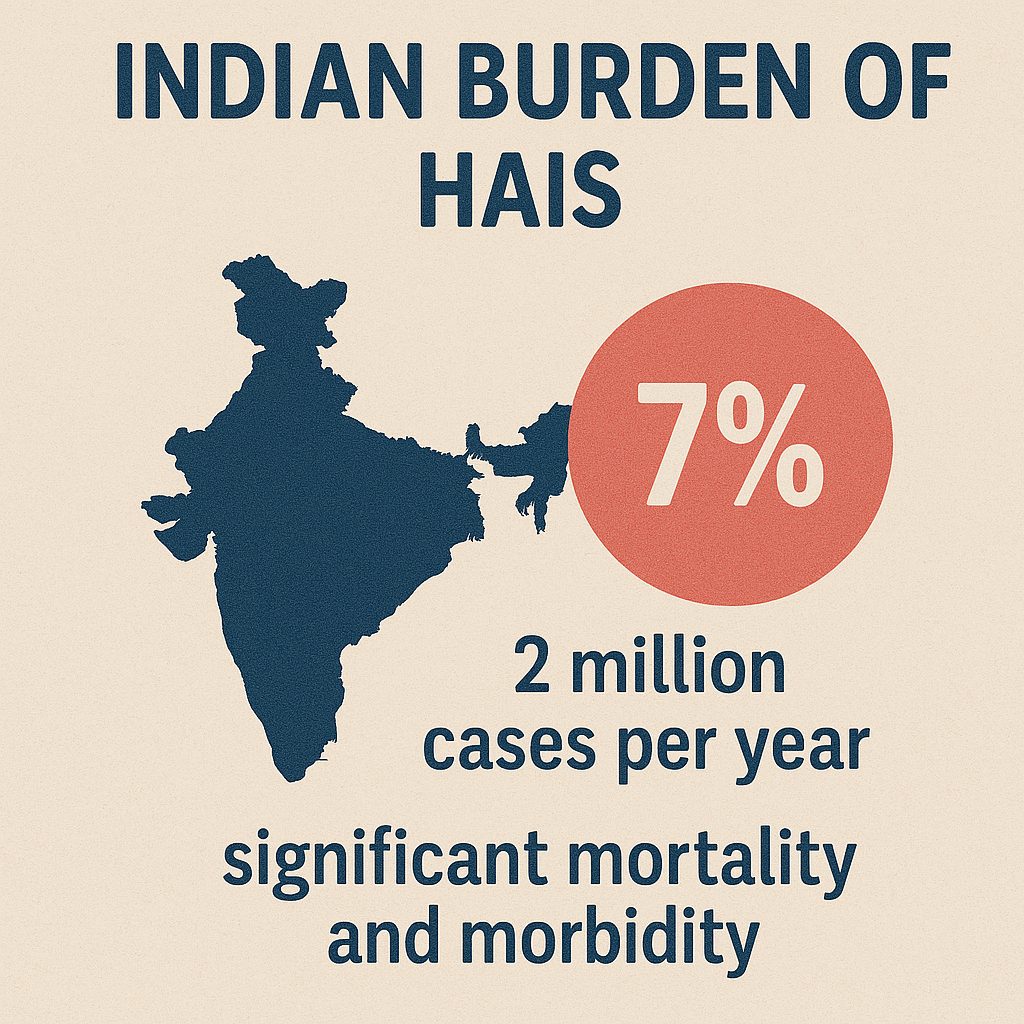 INDIAN BURDEN OF
HAIS
7%
2 million
cases per year
significant mortality
and morbidity